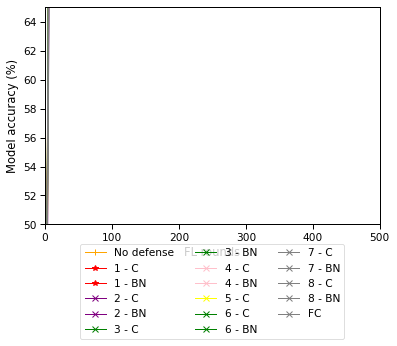 64
62
60
58
56
54
52
50
Model accuracy (%)
0 100 200 300 400 500
No defense
1 - C
1 - BN
2 - C
2 - BN
3 - C
3 - BN
4 - C
4 - BN
5 - C
6 - C
6 - BN
7 - C
7 - BN
8 - C
8 - BN
FC